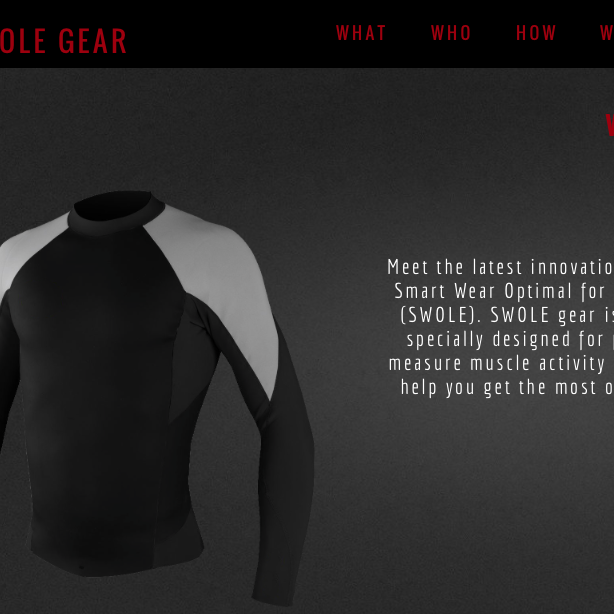 OLE GEAR
WHAT WHO HOW W
Meet the latest innovatio
Smart Wear Optimal for
(SWOLE). SWOLE gear is
specially designed for
measure muscle activity
help you get the most o